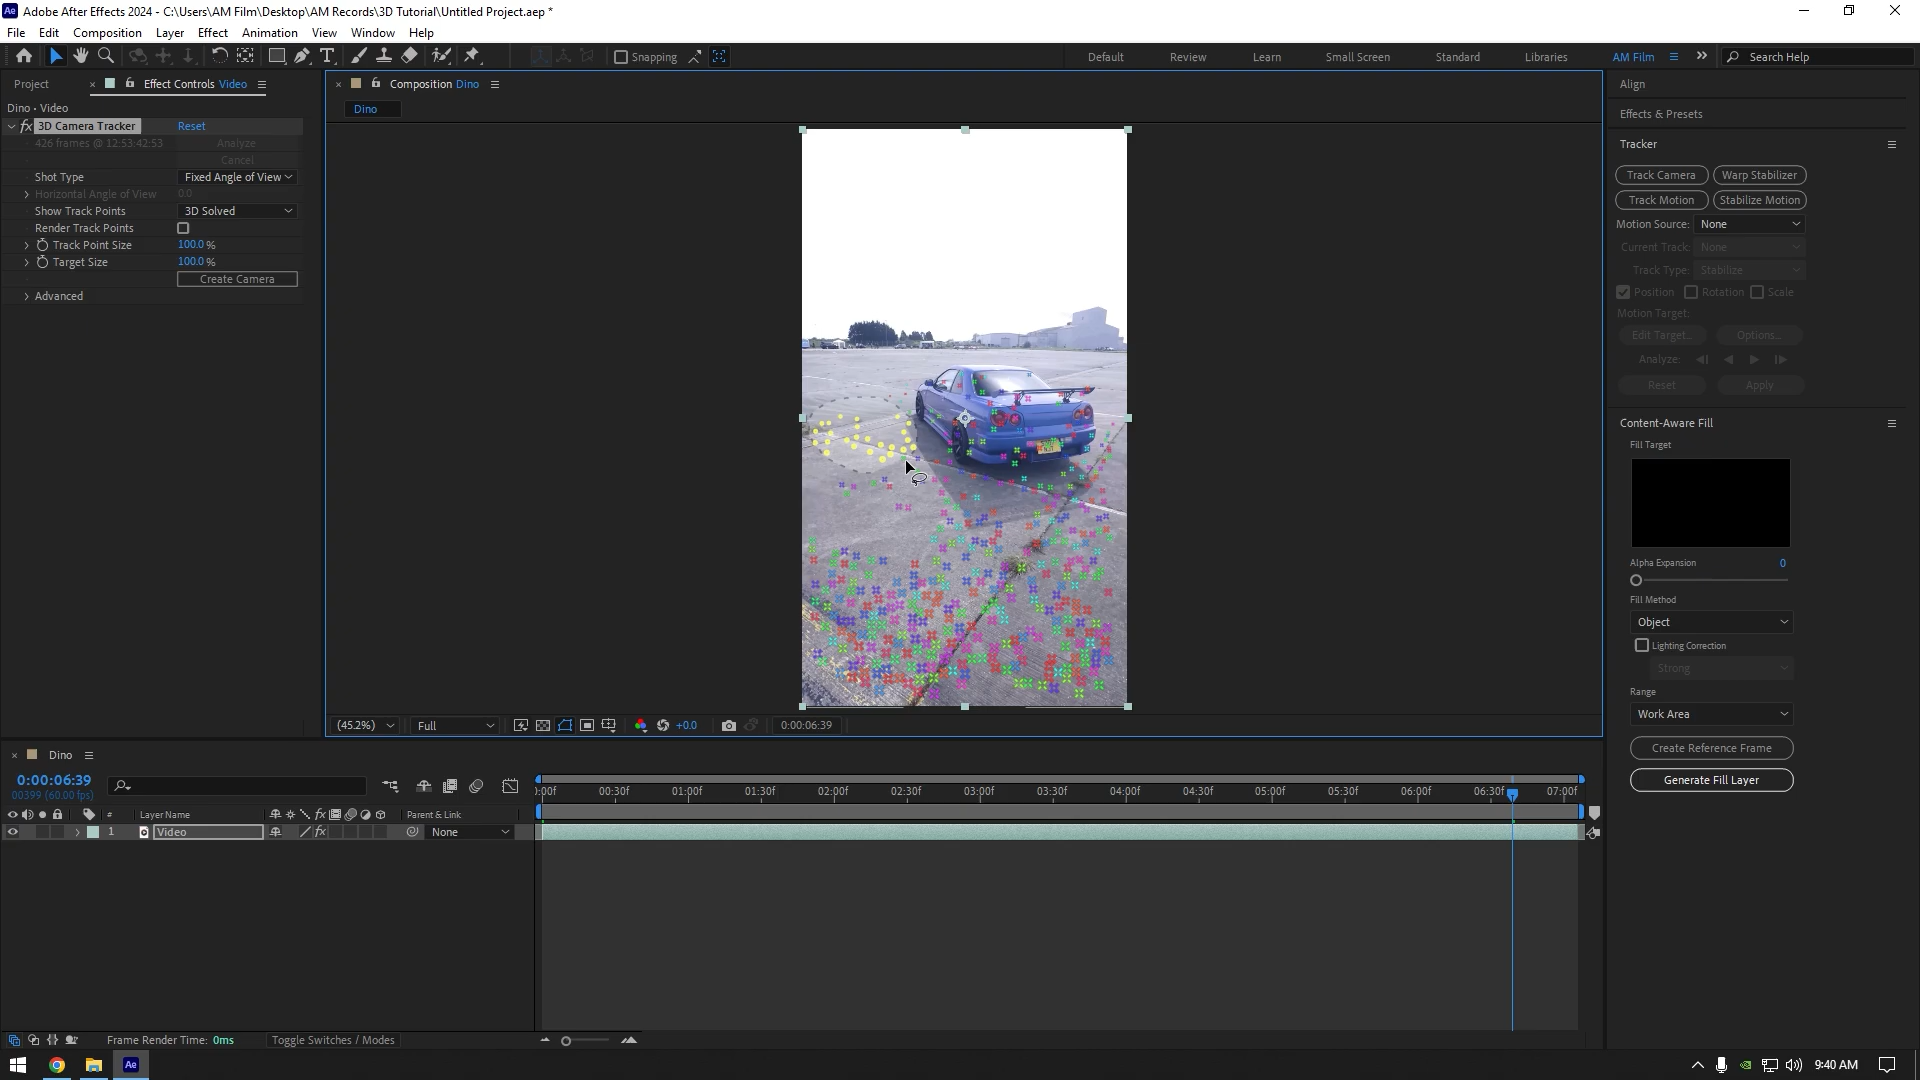 Adobe After Effects 2024 - C:\Users\AM Film\Desktop\AM Records\3D Tutorial\Untitled Project.aep *
File Edit Composition Layer Effect Animation View Window Help
Snapping
Default Review Learn Small Screen Standard Libraries AM Film Search Help
Project Effect Controls Video
Dino • Video
fx 3D Camera Tracker Reset
426 frames @ 12:53:42:53 Analyze
Cancel
Shot Type Fixed Angle of View
Horizontal Angle of View 0.0
Show Track Points 3D Solved
Render Track Points
Track Point Size 100.0 %
Target Size 100.0 %
Create Camera
Advanced
Composition Dino
Dino
(45.2%) Full +0.0 0:00:06:39
Align
Effects & Presets
Tracker
Track Camera Warp Stabilizer
Track Motion Stabilize Motion
Motion Source: None
Current Track: None
Track Type: Stabilize
Position Rotation Scale
Motion Target:
Edit Target... Options...
Analyze:
Reset Apply
Content-Aware Fill
Fill Target
Alpha Expansion 0
Fill Method
Object
Lighting Correction
Strong
Range
Work Area
Create Reference Frame
Generate Fill Layer
Dino
0:00:06:39
00399 (60.00 fps)
# Layer Name fx Parent & Link
1 Video fx None
):00f 00:30f 01:00f 01:30f 02:00f 02:30f 03:00f 03:30f 04:00f 04:30f 05:00f 05:30f 06:00f 06:30f 07:00f
Frame Render Time: 0ms Toggle Switches / Modes
Ae 9:40 AM